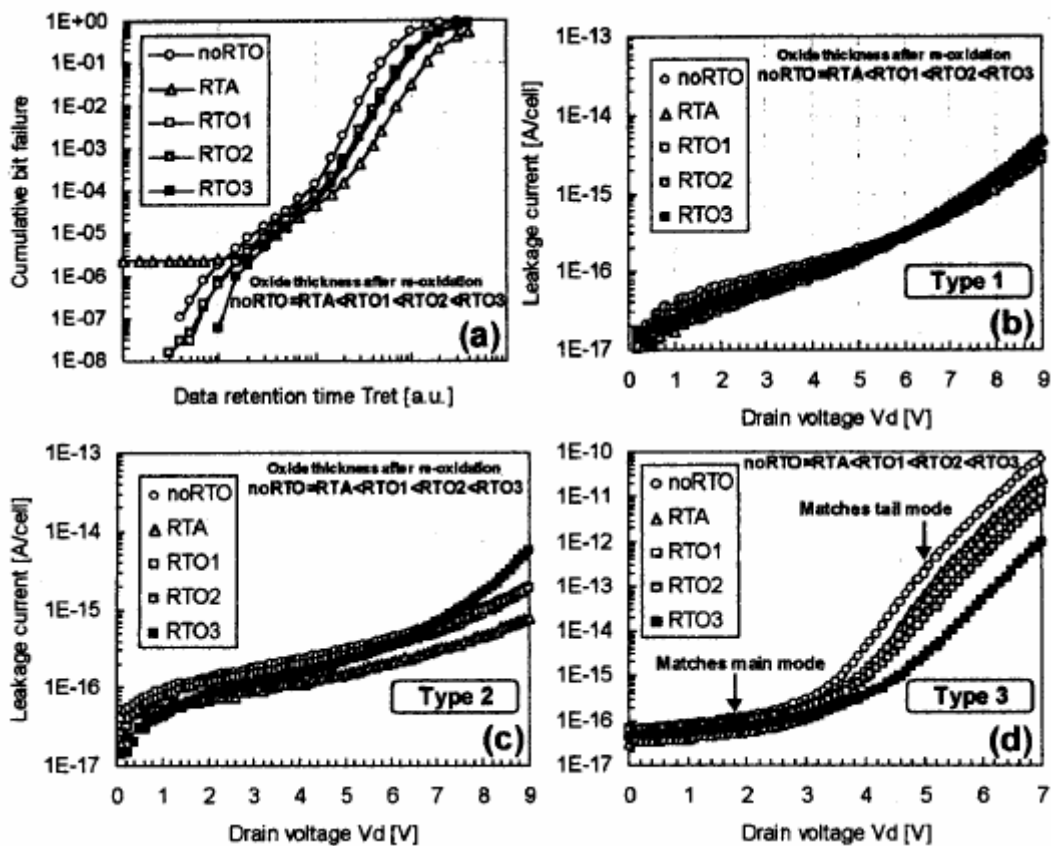 1E+00
1E-01
1E-02
1E-03
1E-04
1E-05
1E-06
1E-07
1E-08
Cumulative bit failure
noRTO
RTA
RTO1
RTO2
RTO3
Oxide thickness after re-oxidation
noRTO=RTA<RTO1<RTO2<RTO3
(a)
Data retention time Tret [a.u.]
1E-13
1E-14
1E-15
1E-16
1E-17
Leakage current [A/cell]
noRTO
RTA
RTO1
RTO2
RTO3
Oxide thickness after re-oxidation
noRTO=RTA<RTO1<RTO2<RTO3
Type 1
(b)
0 1 2 3 4 5 6 7 8 9
Drain voltage Vd [V]
1E-13
1E-14
1E-15
1E-16
1E-17
Leakage current [A/cell]
noRTO
RTA
RTO1
RTO2
RTO3
Oxide thickness after re-oxidation
noRTO=RTA<RTO1<RTO2<RTO3
Type 2
(c)
0 1 2 3 4 5 6 7 8 9
Drain voltage Vd [V]
1E-10
1E-11
1E-12
1E-13
1E-14
1E-15
1E-16
1E-17
Leakage current [A/cell]
noRTO
RTA
RTO1
RTO2
RTO3
noRTO=RTA<RTO1<RTO2<RTO3
Matches tail mode
Matches main mode
Type 3
(d)
0 1 2 3 4 5 6 7
Drain voltage Vd [V]